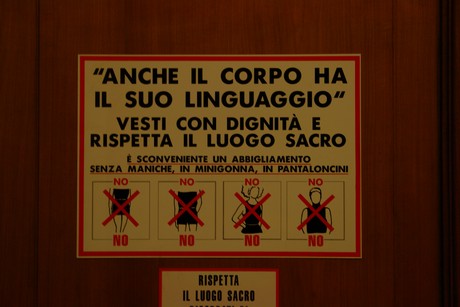 "ANCHE IL CORPO HA
IL SUO LINGUAGGIO"
VESTI CON DIGNITÀ E
RISPETTA IL LUOGO SACRO
È SCONVENIENTE UN ABBIGLIAMENTO
SENZA MANICHE, IN MINIGONNA, IN PANTALONCINI
NO NO NO NO
NO NO NO NO
RISPETTA
IL LUOGO SACRO